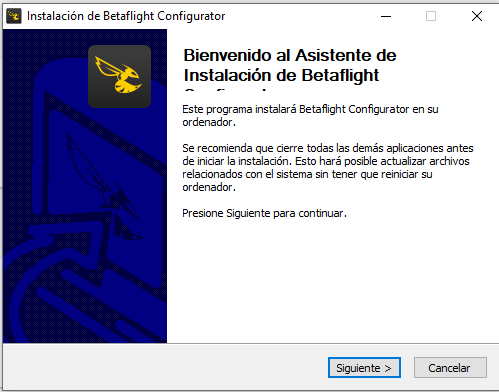 Instalación de Betaflight Configurator
Bienvenido al Asistente de
Instalación de Betaflight
Este programa instalará Betaflight Configurator en su
ordenador.
Se recomienda que cierre todas las demás aplicaciones antes
de iniciar la instalación. Esto hará posible actualizar archivos
relacionados con el sistema sin tener que reiniciar su
ordenador.
Presione Siguiente para continuar.
Siguiente >
Cancelar